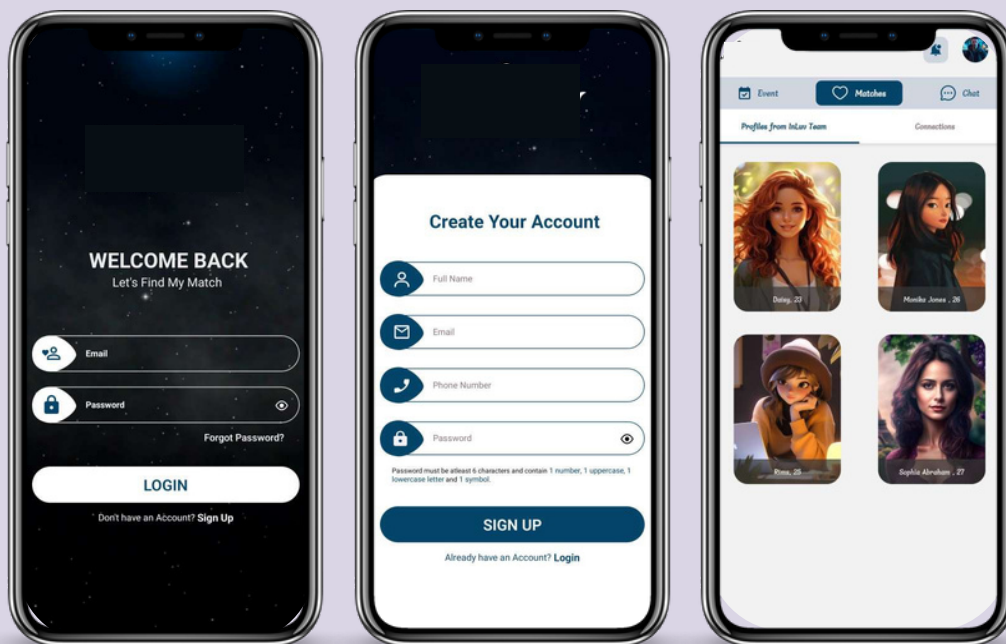 WELCOME BACK
Let's Find My Match
Email
Password
Forgot Password?
LOGIN
Don't have an Account? Sign Up
Create Your Account
Full Name
Email
Phone Number
Password
Password must be atleast 6 characters and contain 1 number, 1 uppercase, 1
lowercase letter and 1 symbol.
SIGN UP
Already have an Account? Login
Event
Matches
Chat
Profiles from InLuv Team
Connections
Daisy, 23
Monika Jones , 26
Rima, 25
Sophia Abraham , 27